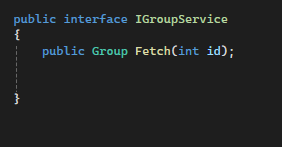 public interface IGroupService
{
public Group Fetch(int id);
}